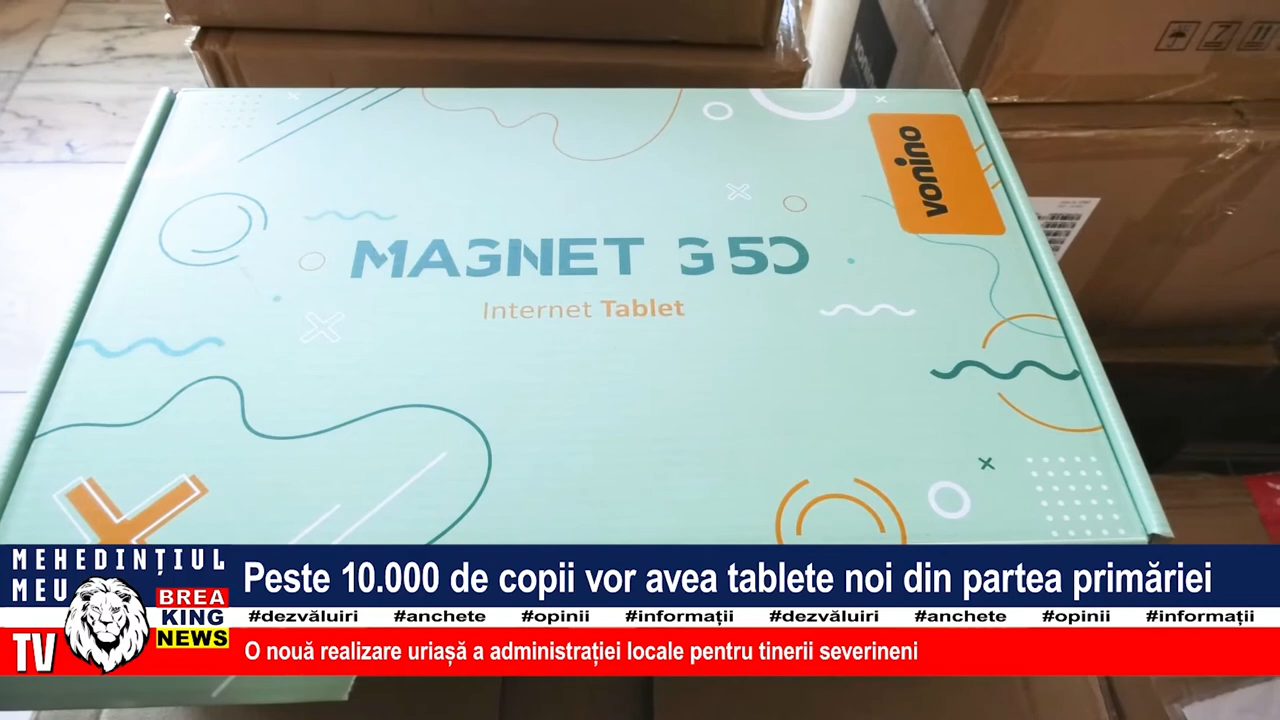 vonino
MAGNET G50
Internet Tablet
MEHEDINȚIUL
MEU
TV
BREA
KING
NEWS
Peste 10.000 de copii vor avea tablete noi din partea primăriei
#dezvăluiri #anchete #opinii #informații #dezvăluiri #anchete #opinii #informații
O nouă realizare uriașă a administrației locale pentru tinerii severineni